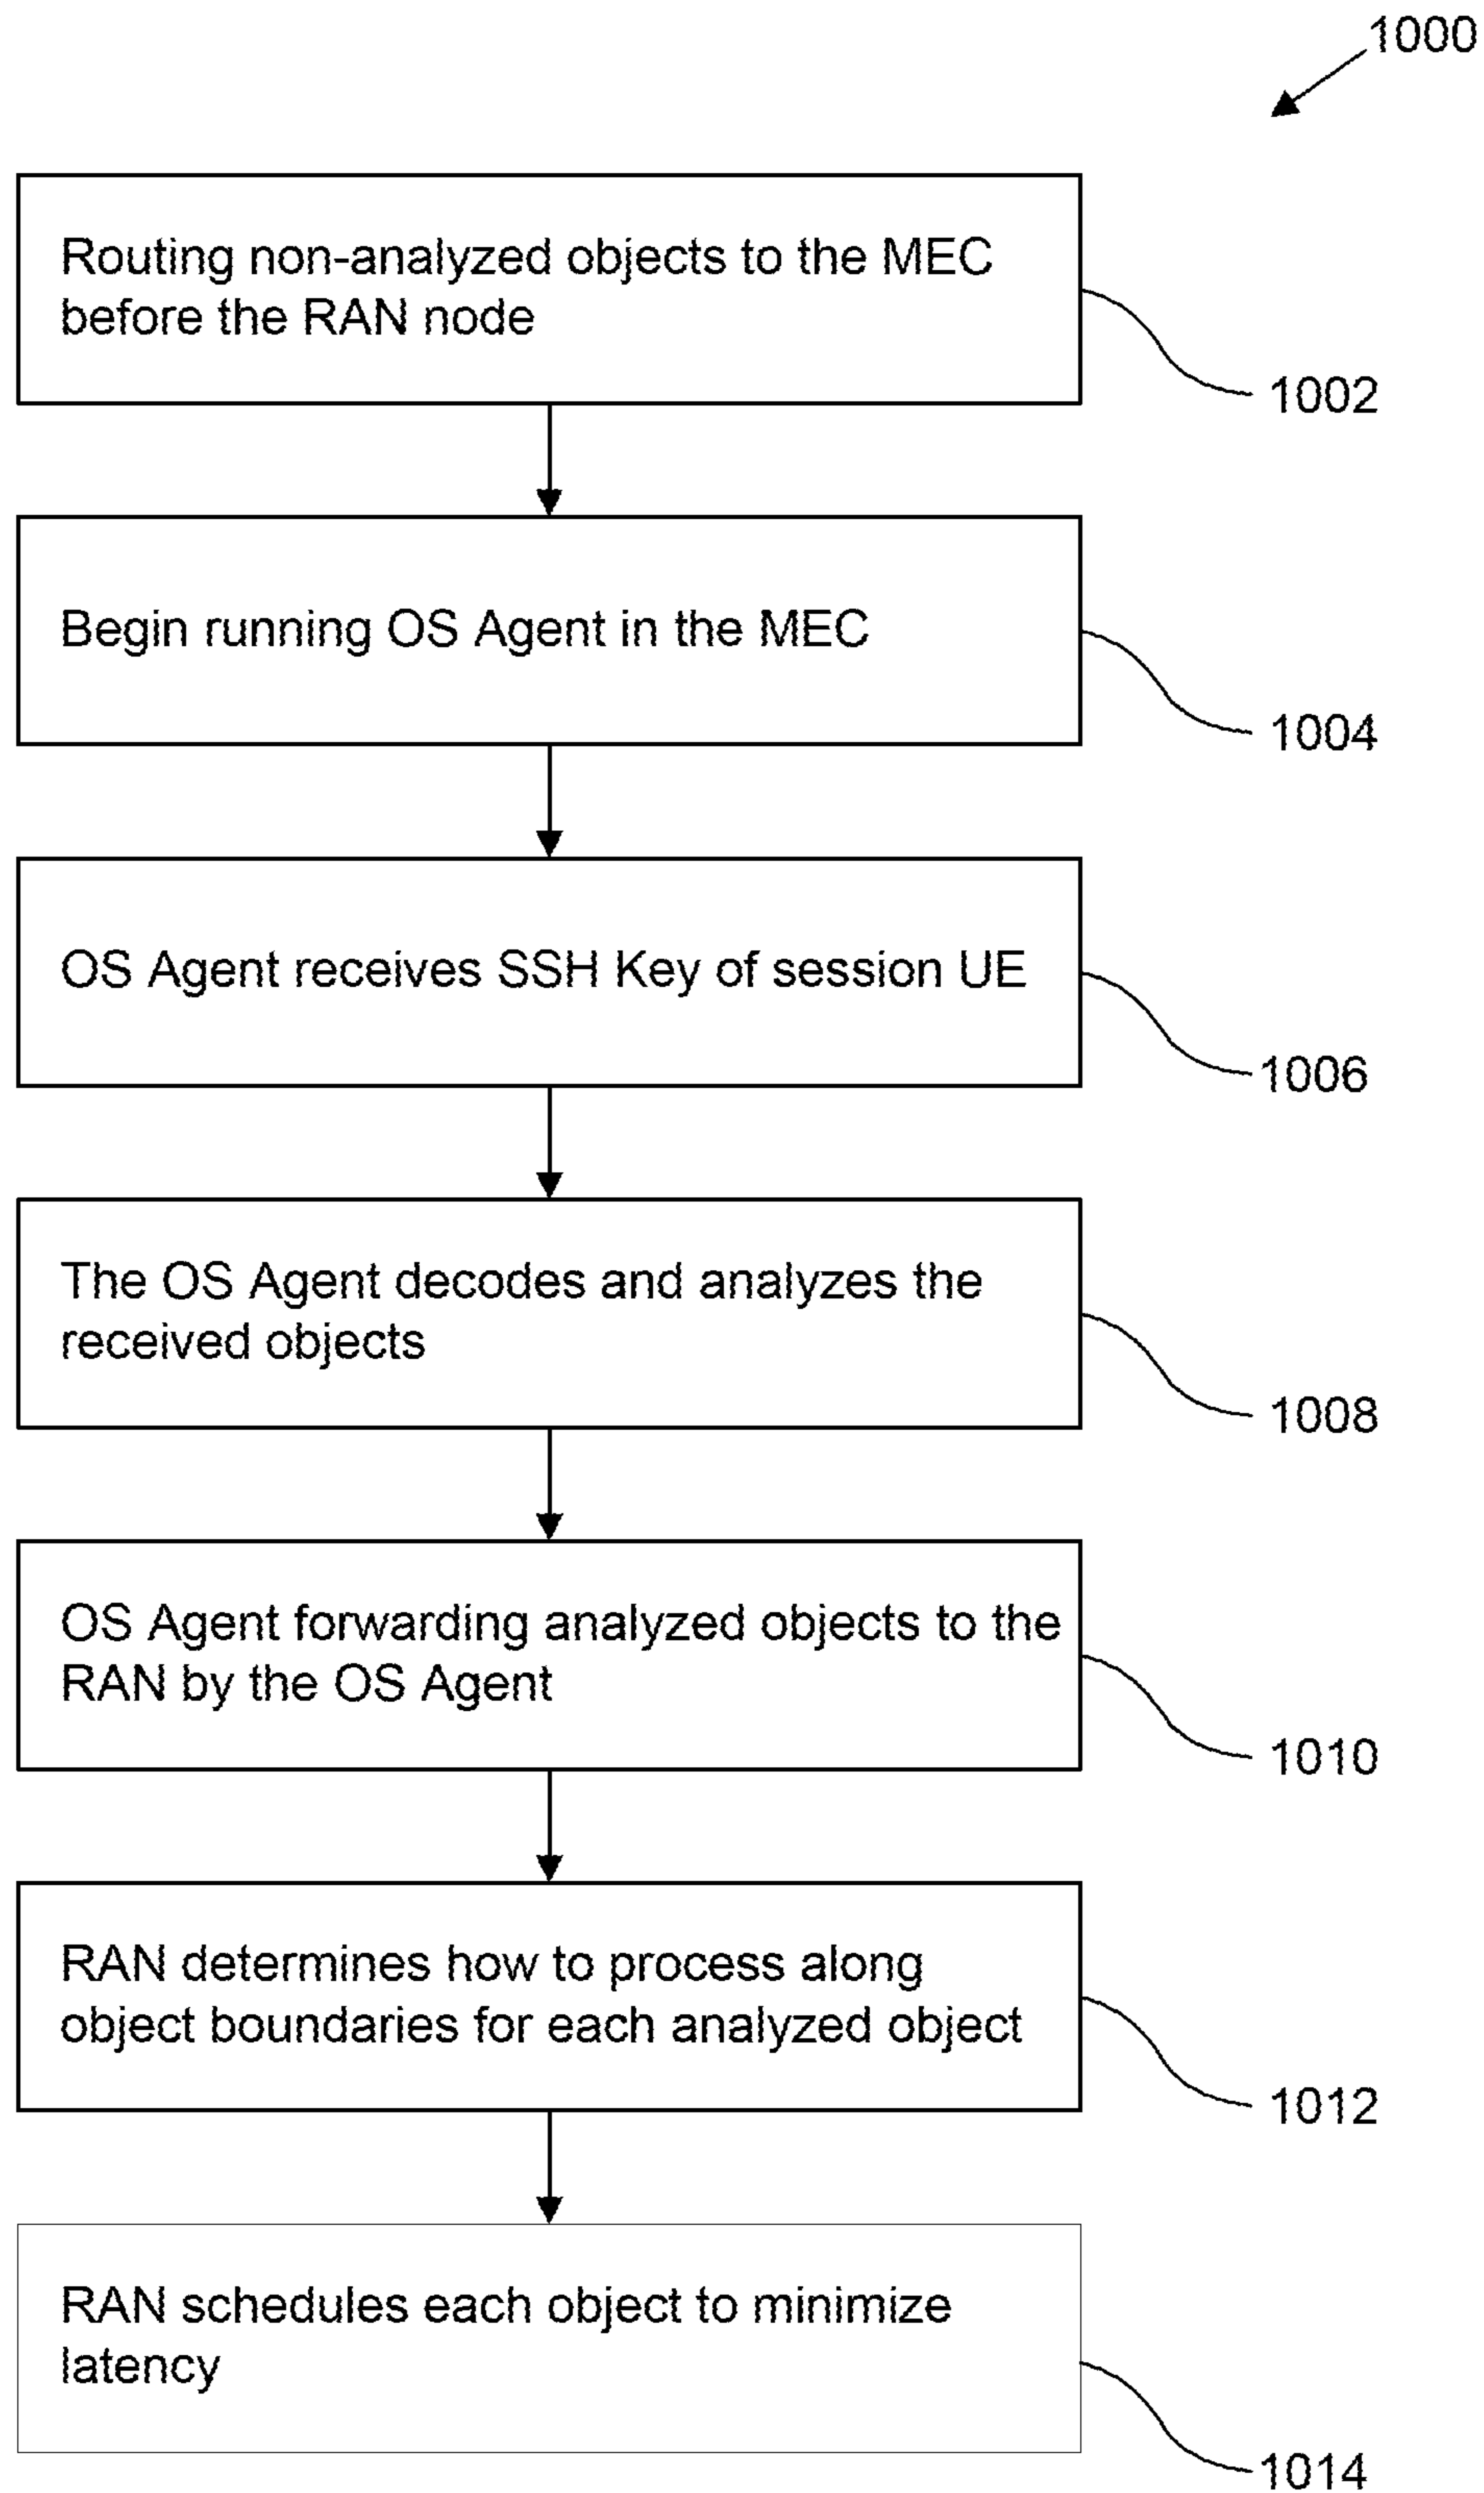 1000
Routing non-analyzed objects to the MEC
before the RAN node
1002
Begin running OS Agent in the MEC
1004
OS Agent receives SSH Key of session UE
1006
The OS Agent decodes and analyzes the
received objects
1008
OS Agent forwarding analyzed objects to the
RAN by the OS Agent
1010
RAN determines how to process along
object boundaries for each analyzed object
1012
RAN schedules each object to minimize
latency
1014